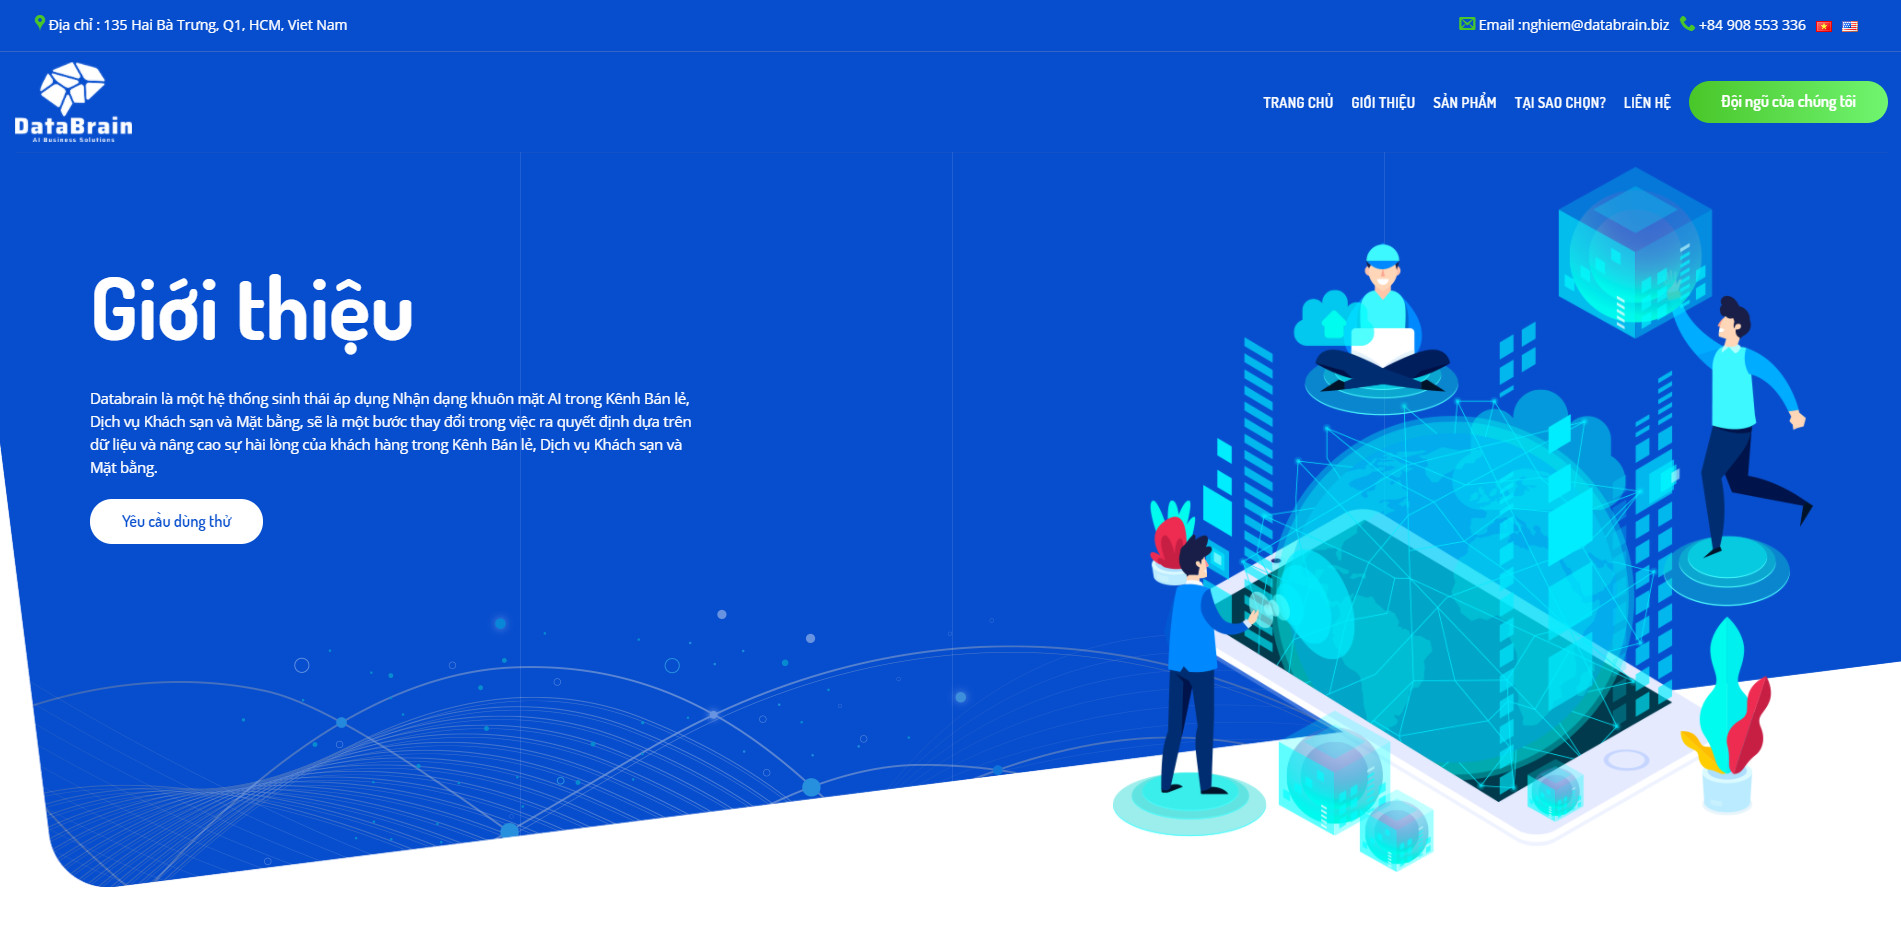 Địa chỉ : 135 Hai Bà Trưng, Q1, HCM, Viet Nam
Email :nghiem@databrain.biz
+84 908 553 336
DataBrain
AI Business Solutions
TRANG CHỦ
GIỚI THIỆU
SẢN PHẨM
TẠI SAO CHỌN?
LIÊN HỆ
Đội ngũ của chúng tôi
Giới thiệu
Databrain là một hệ thống sinh thái áp dụng Nhận dạng khuôn mặt AI trong Kênh Bán lẻ,
Dịch vụ Khách sạn và Mặt bằng, sẽ là một bước thay đổi trong việc ra quyết định dựa trên
dữ liệu và nâng cao sự hài lòng của khách hàng trong Kênh Bán lẻ, Dịch vụ Khách sạn và
Mặt bằng.
Yêu cầu dùng thử